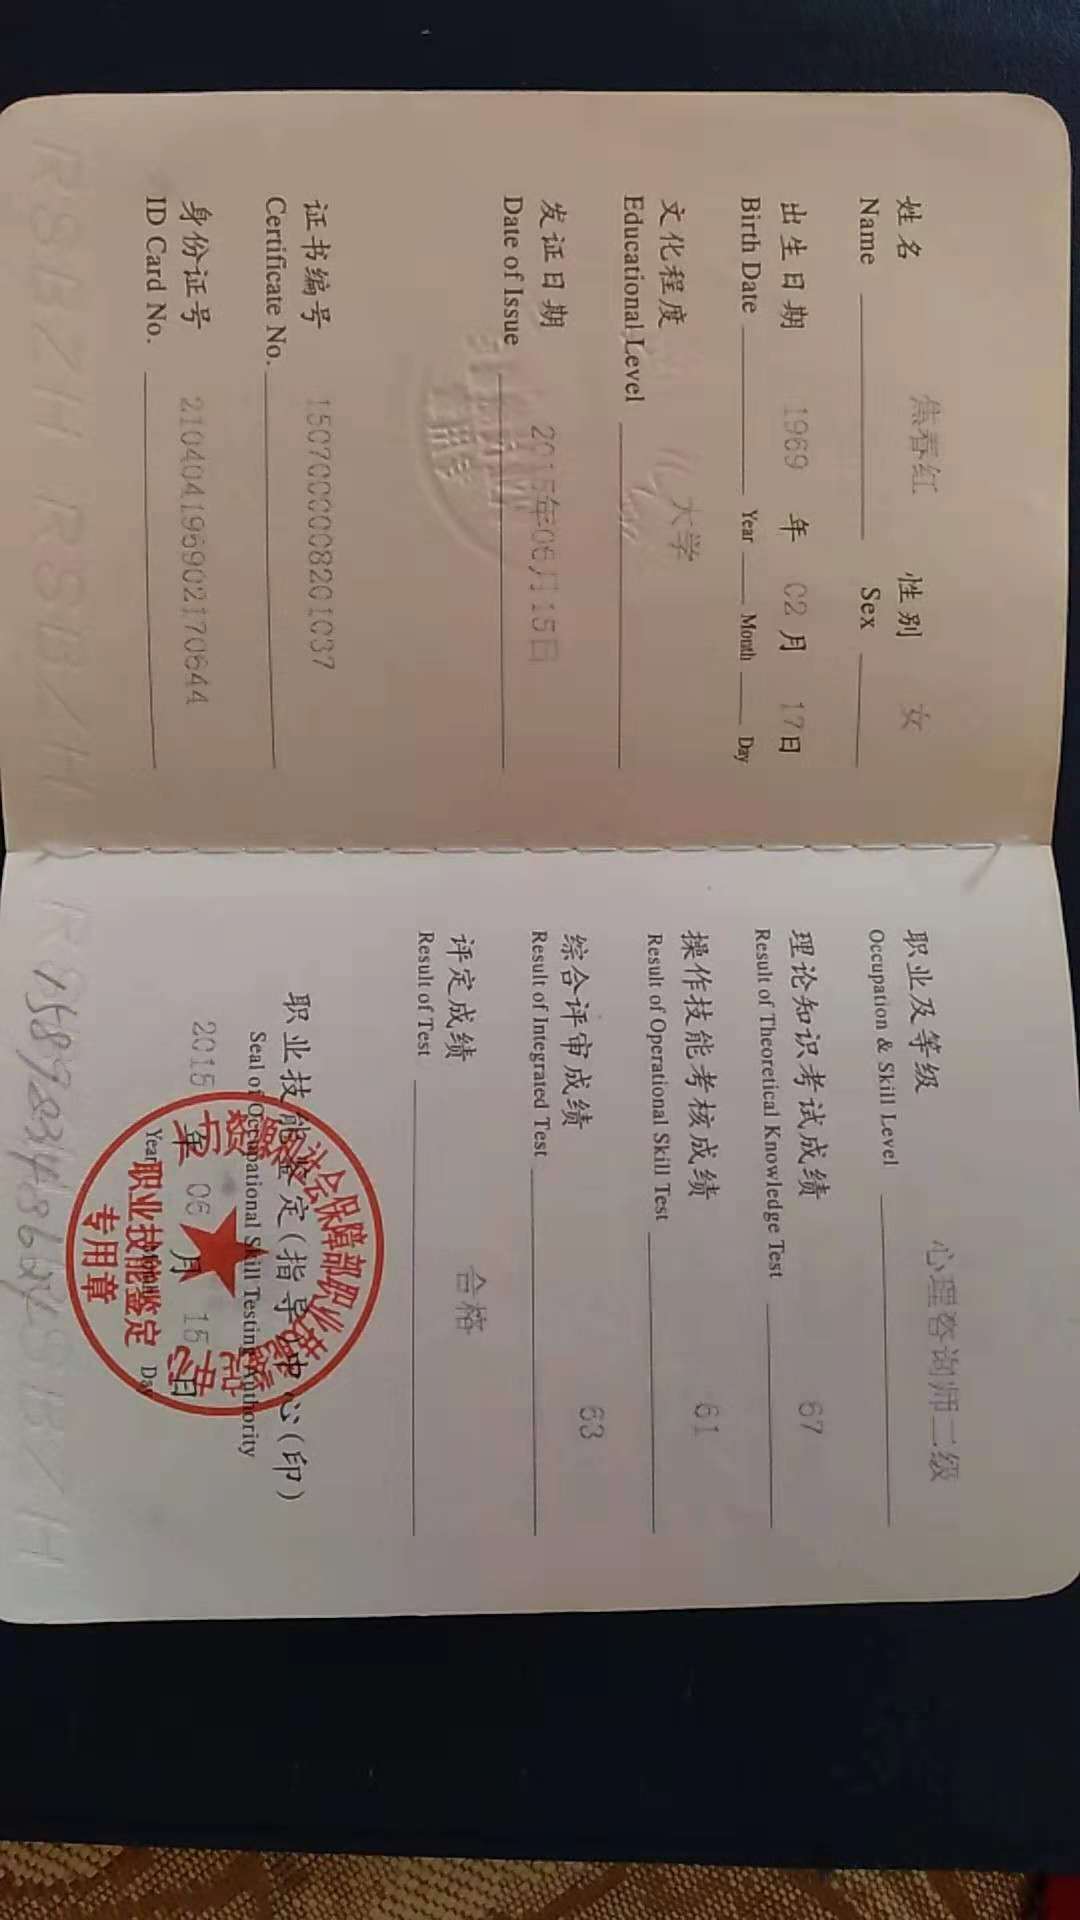 姓名 焦春红 性别 女
Name Sex
出生日期 1969 年 02 月 17 日
Birth Date Year Month Day
文化程度 大学
Educational Level
发证日期 2015年06月15日
Date of Issue
证书编号 1507000008201037
Certificate No.
身份证号 210404196902170644
ID Card No.
职业及等级 心理咨询师二级
Occupation & Skill Level
理论知识考试成绩 67
Result of Theoretical Knowledge Test
操作技能考核成绩 61
Result of Operational Skill Test
综合评审成绩 63
Result of Integrated Test
评定成绩 合格
Result of Test
职业技能鉴定(指导)中心(印)
Seal of Occupational Skill Testing Authority
2015 年 06 月 15 日
Year Month Day
职业技能鉴定
专用章